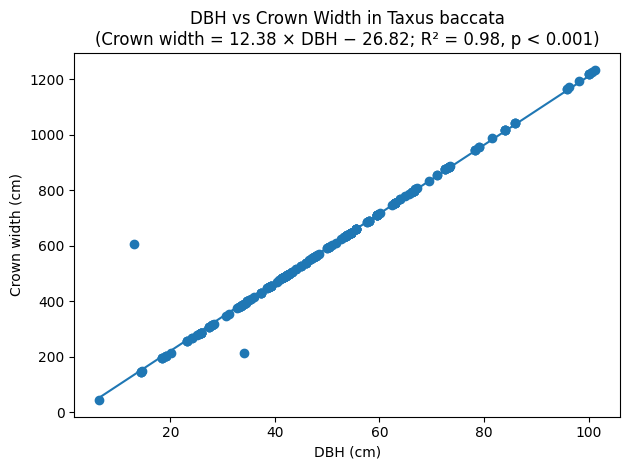 DBH vs Crown Width in Taxus baccata
(Crown width = 12.38 × DBH − 26.82; R² = 0.98, p < 0.001)
1200
1000
800
600
400
200
0
Crown width (cm)
20 40 60 80 100
DBH (cm)